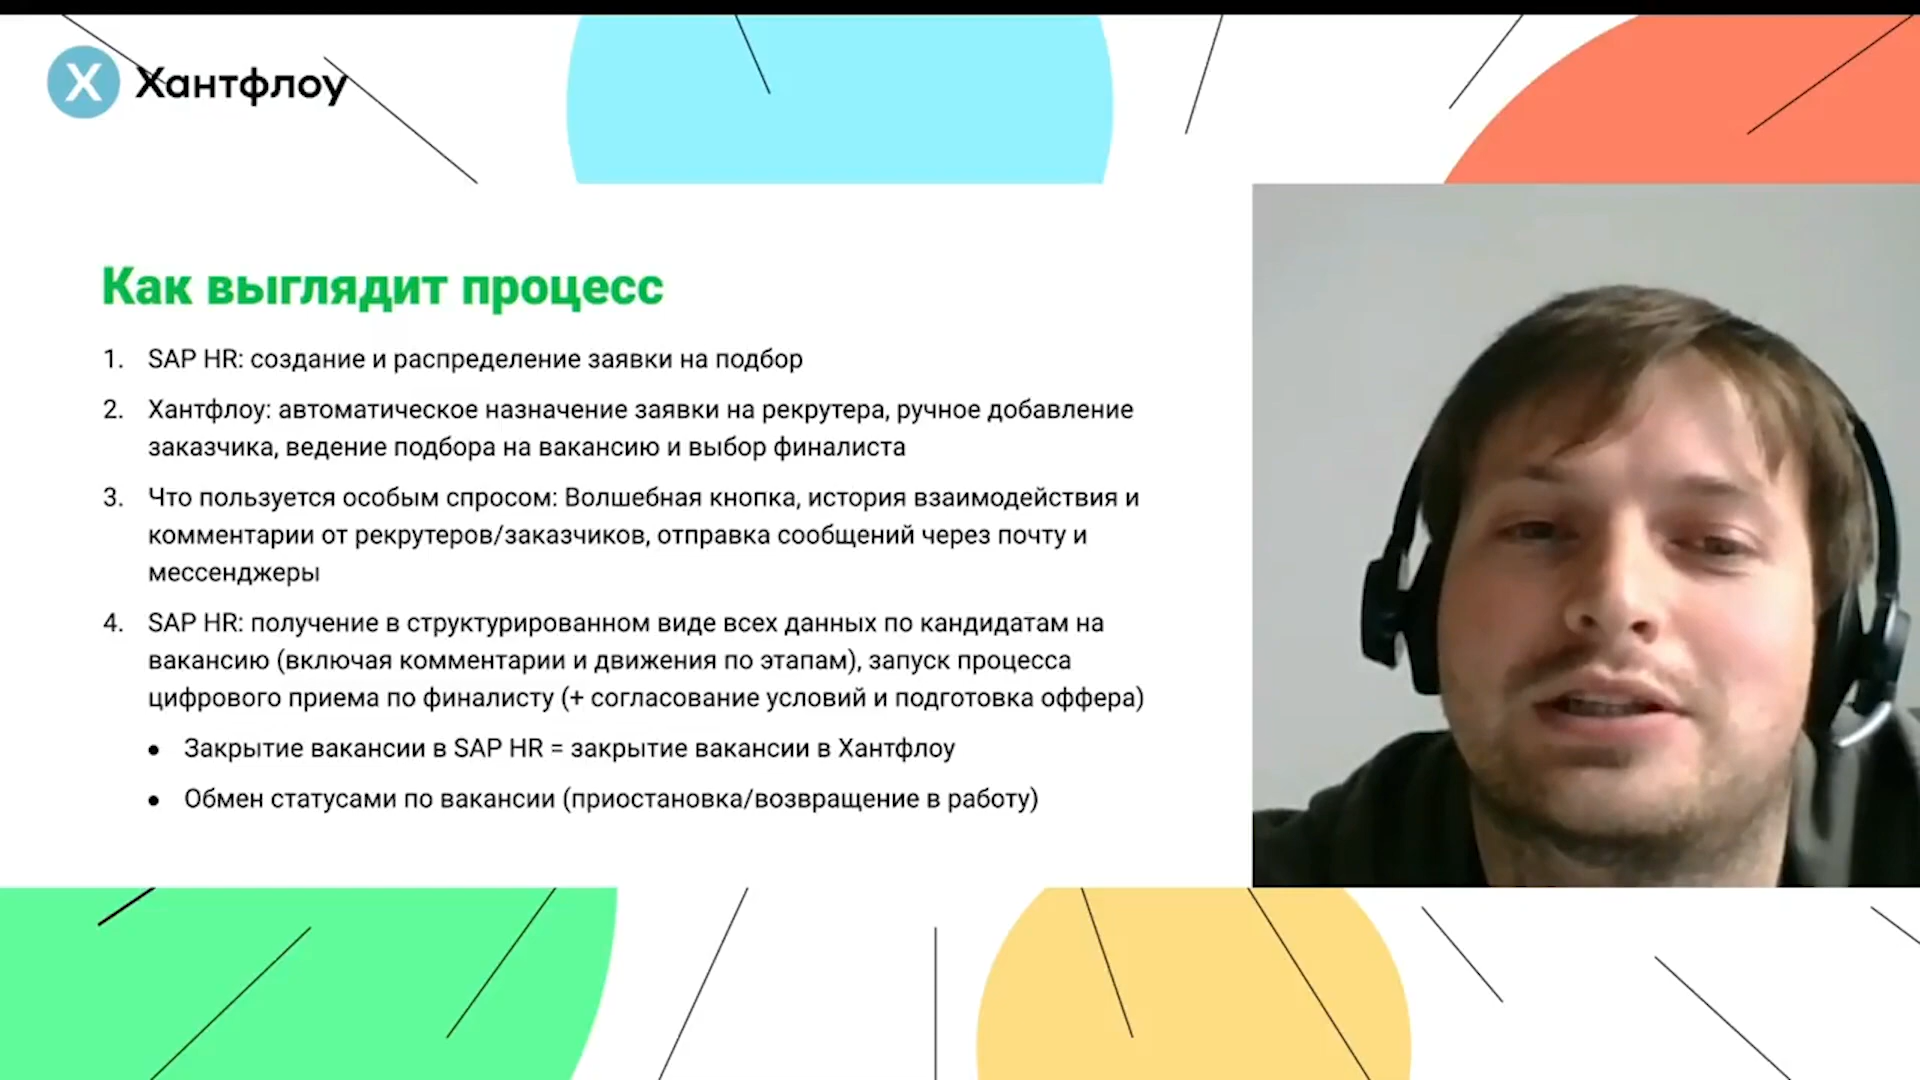 Х Хантфлоу
Как выглядит процесс
1. SAP HR: создание и распределение заявки на подбор
2. Хантфлоу: автоматическое назначение заявки на рекрутера, ручное добавление
заказчика, ведение подбора на вакансию и выбор финалиста
3. Что пользуется особым спросом: Волшебная кнопка, история взаимодействия и
комментарии от рекрутеров/заказчиков, отправка сообщений через почту и
мессенджеры
4. SAP HR: получение в структурированном виде всех данных по кандидатам на
вакансию (включая комментарии и движения по этапам), запуск процесса
цифрового приема по финалисту (+ согласование условий и подготовка оффера)
● Закрытие вакансии в SAP HR = закрытие вакансии в Хантфлоу
● Обмен статусами по вакансии (приостановка/возвращение в работу)